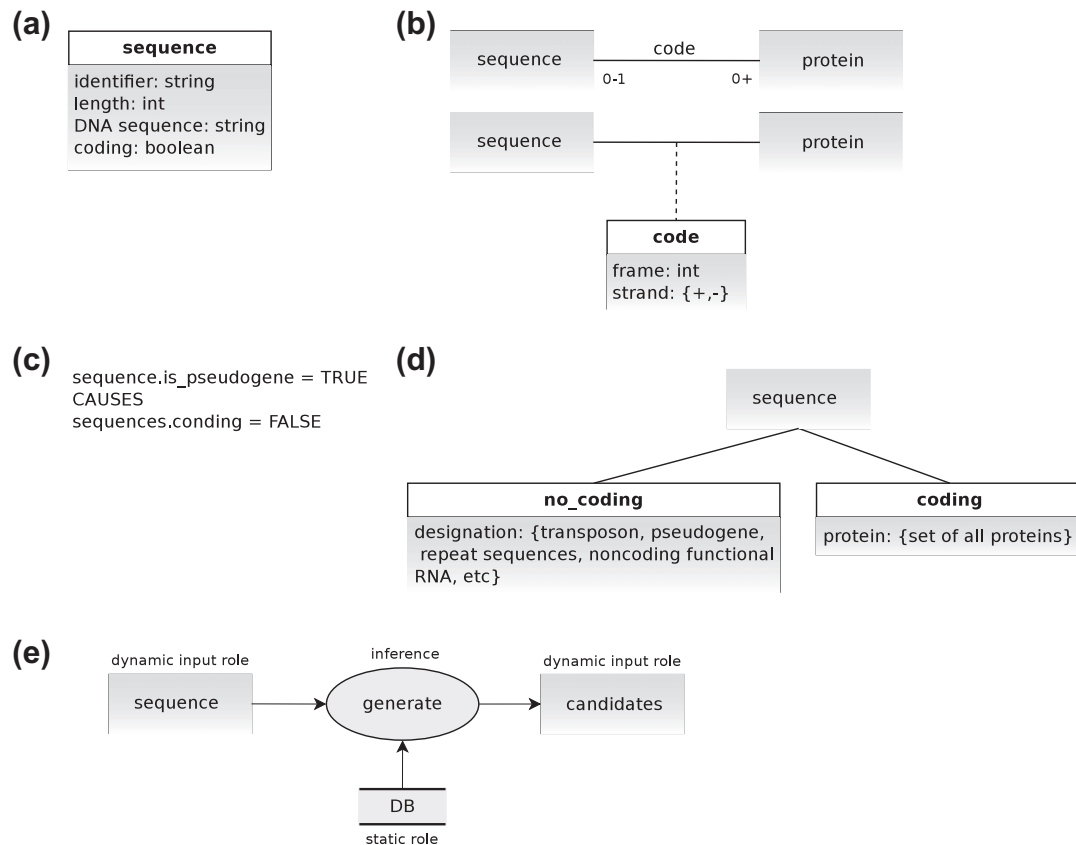 (a)
sequence
identifier: string
length: int
DNA sequence: string
coding: boolean
(b)
sequence
code
0-1
0+
protein
sequence
protein
code
frame: int
strand: {+,-}
(c)
sequence.is_pseudogene = TRUE
CAUSES
sequences.conding = FALSE
(d)
sequence
no_coding
designation: {transposon, pseudogene,
repeat sequences, noncoding functional
RNA, etc}
coding
protein: {set of all proteins}
(e)
dynamic input role
sequence
inference
generate
dynamic input role
candidates
DB
static role